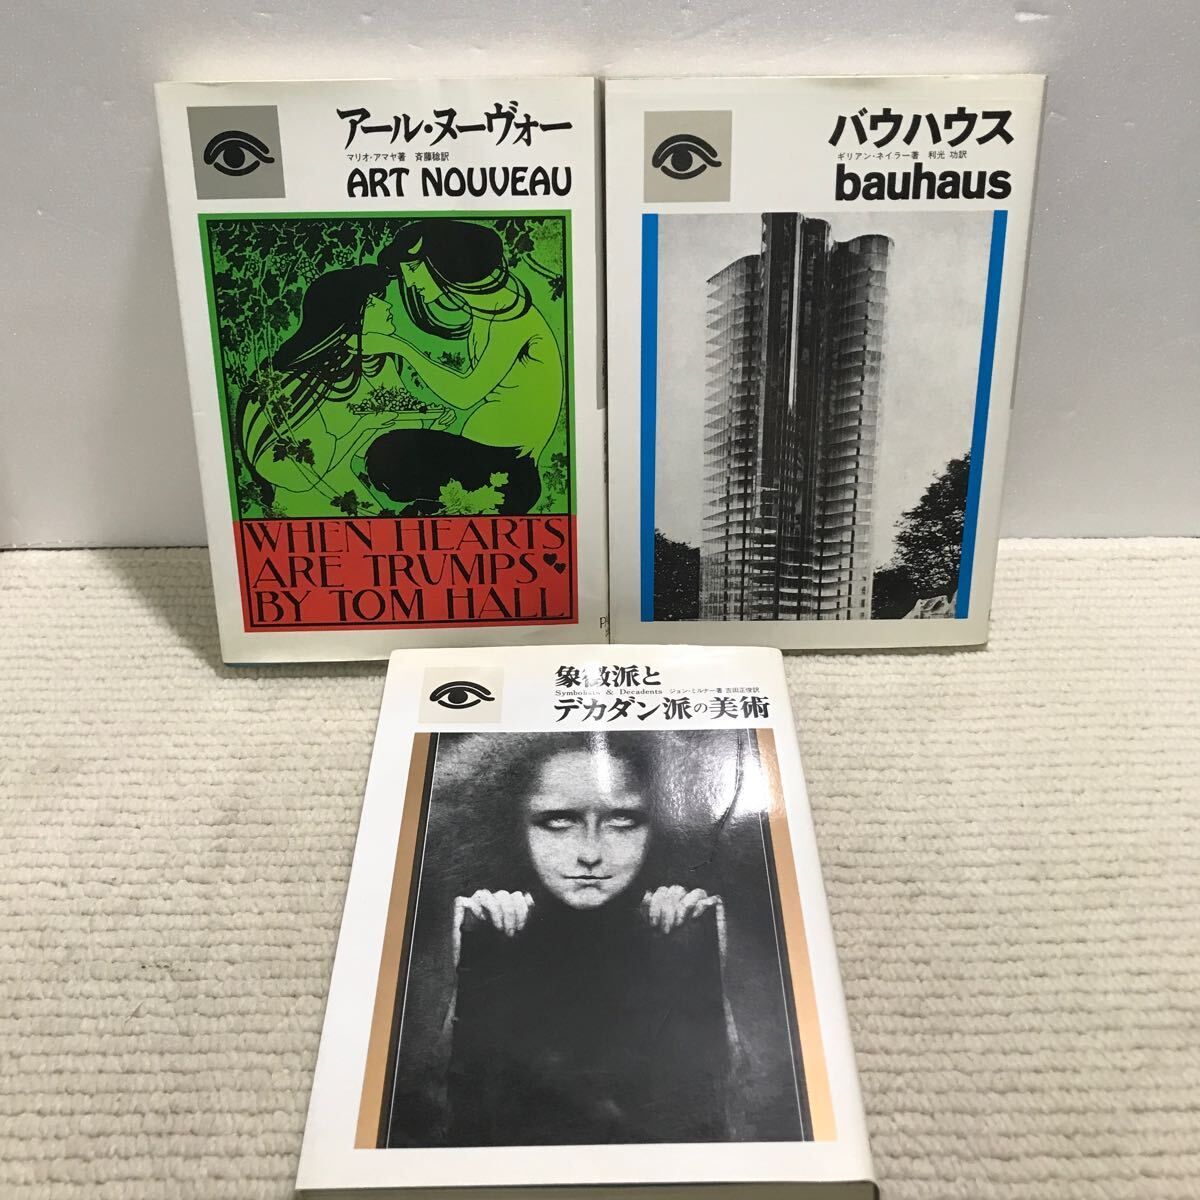 アール・ヌーヴォー
マリオ・アマヤ著 斉藤稔訳
ART NOUVEAU
WHEN HEARTS
ARE TRUMPS
BY TOM HALL
バウハウス
ギリアン・ネイラー著 利光 功訳
bauhaus
象徴派と
Symbolists & Decadents ジョン・ミルナー著 吉田正俊訳
デカダン派の美術